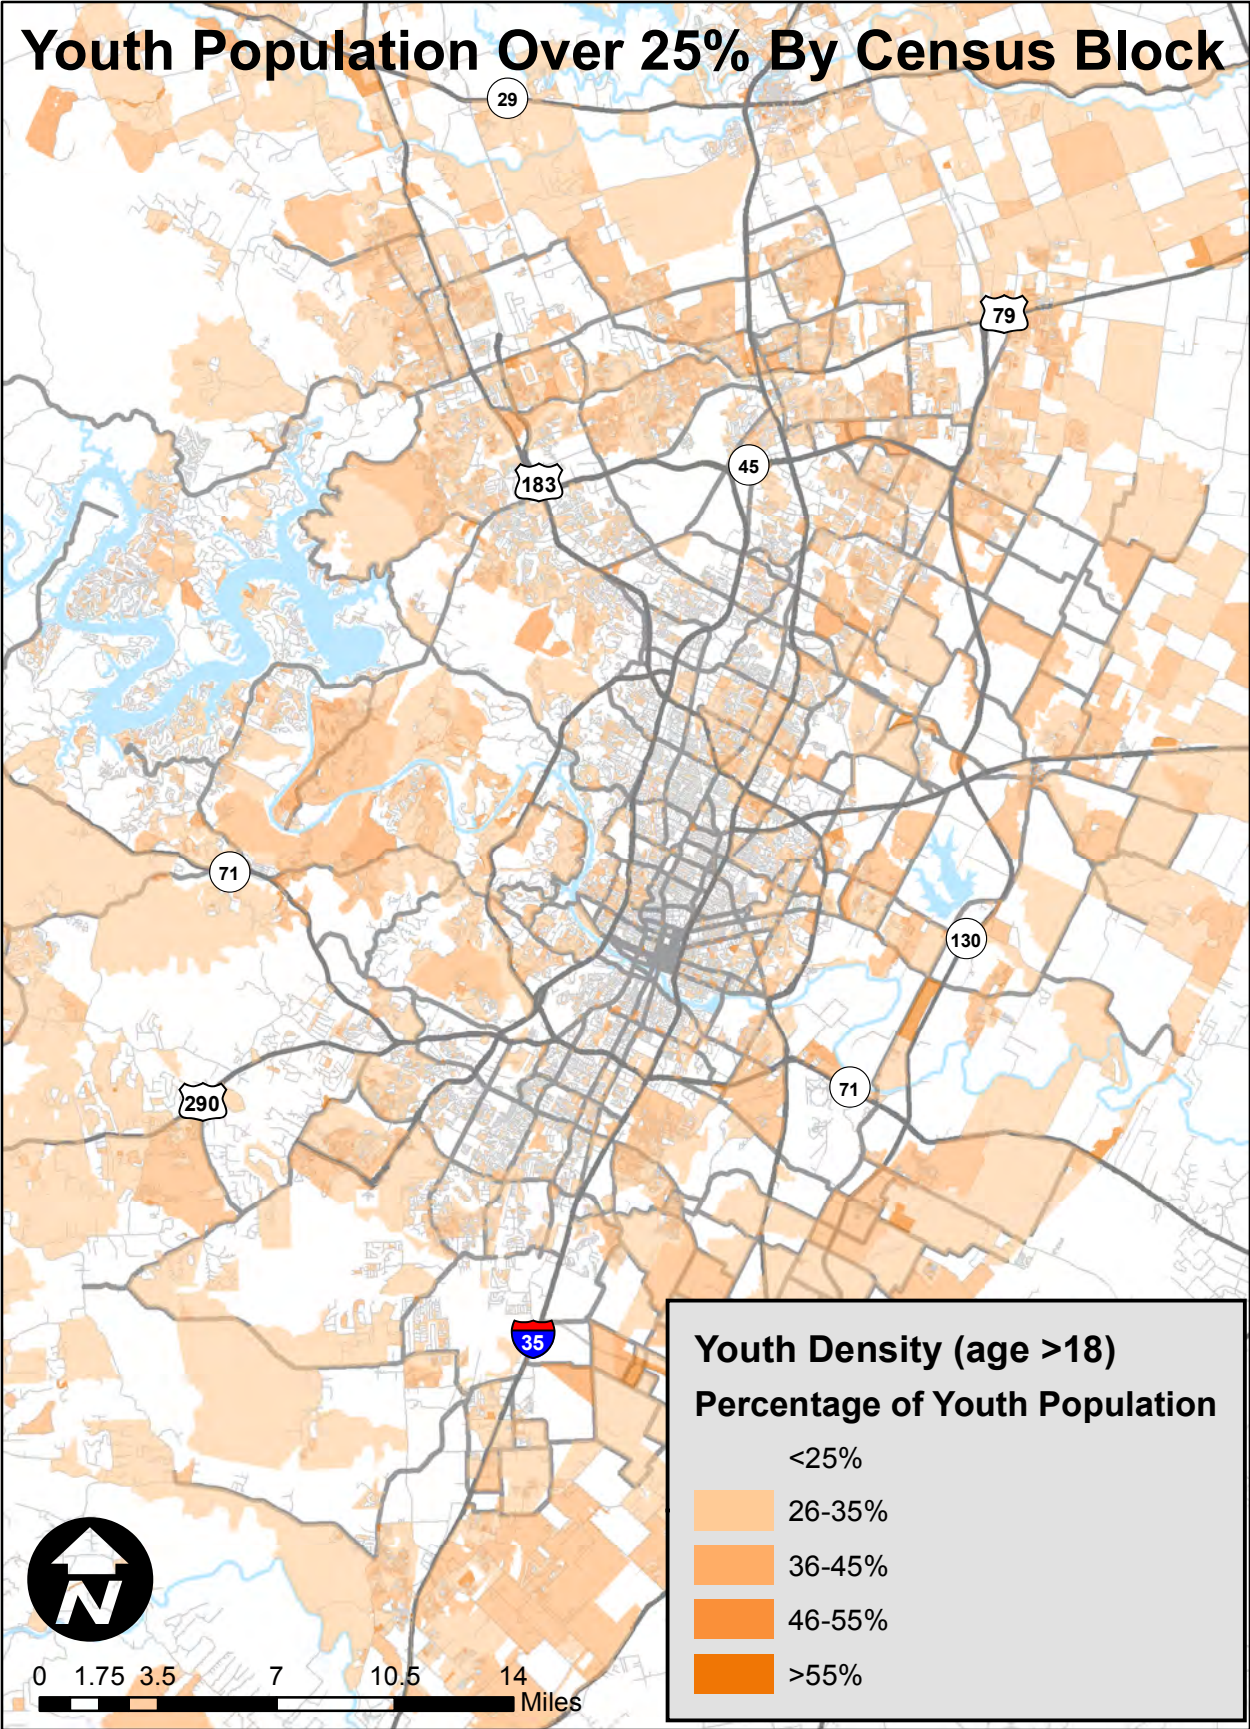 Youth Population Over 25% By Census Block
29
79
183
45
71
130
71
290
35
Youth Density (age >18)
Percentage of Youth Population
<25%
26-35%
36-45%
46-55%
>55%
N
0 1.75 3.5 7 10.5 14
Miles